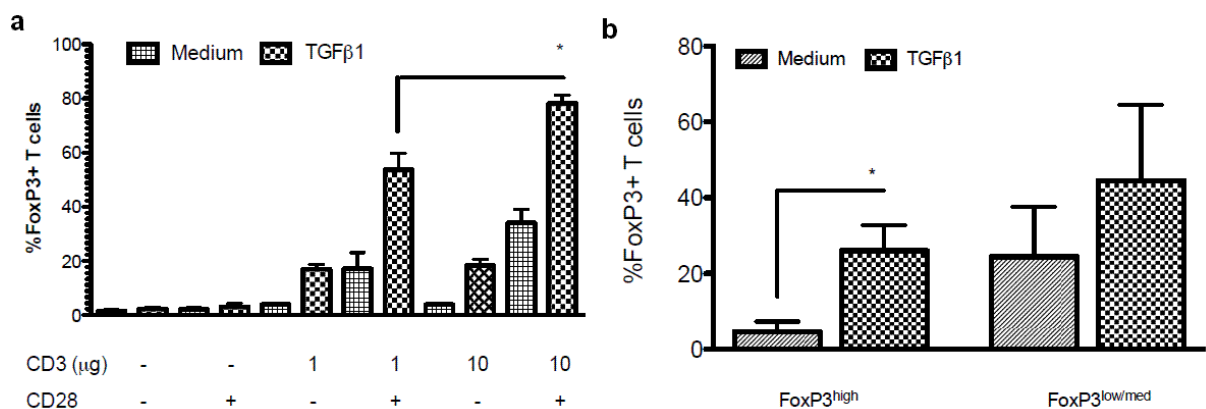 a
100
80
60
40
20
0
%FoxP3+ T cells
Medium TGFβ1
*
CD3 (μg) - - 1 1 10 10
CD28 - + - + - +
b
80
60
40
20
0
%FoxP3+ T cells
Medium TGFβ1
*
FoxP3high FoxP3low/med